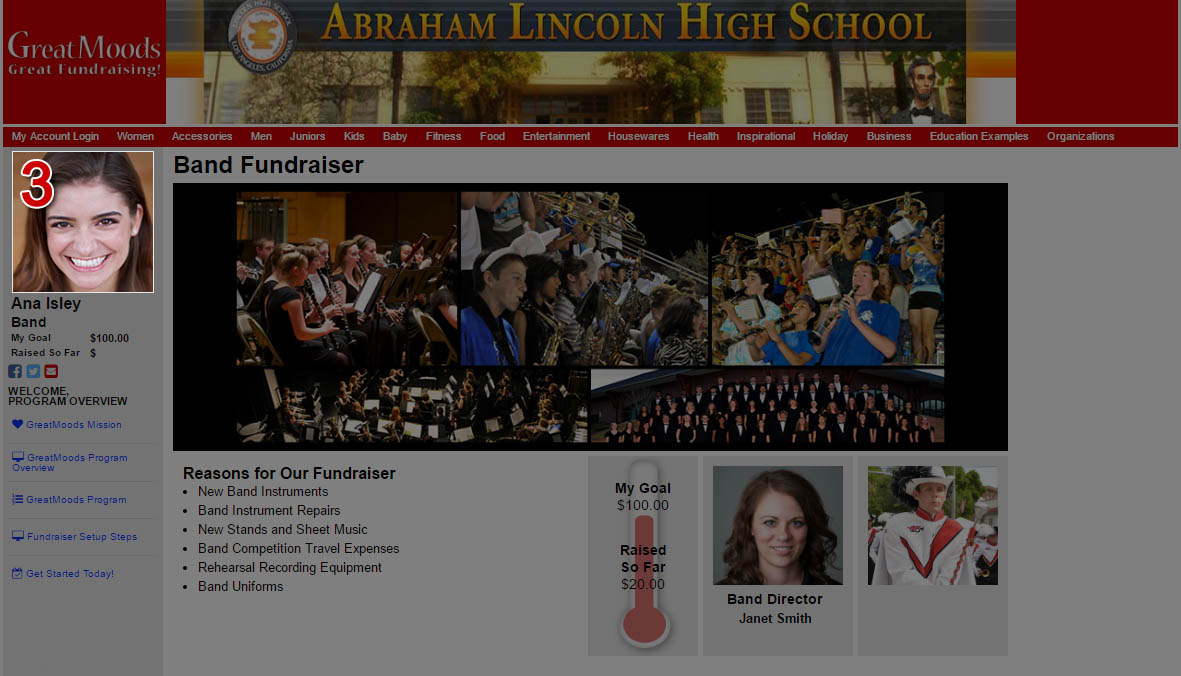 GreatMoods
Great Fundraising!
ABRAHAM LINCOLN HIGH SCHOOL
LOS ANGELES, CALIFORNIA
My Account Login Women Accessories Men Juniors Kids Baby Fitness Food Entertainment Housewares Health Inspirational Holiday Business Education Examples Organizations
3
Ana Isley
Band
My Goal $100.00
Raised So Far $
WELCOME,
PROGRAM OVERVIEW
GreatMoods Mission
GreatMoods Program
Overview
GreatMoods Program
Fundraiser Setup Steps
Get Started Today!
Band Fundraiser
Reasons for Our Fundraiser
• New Band Instruments
• Band Instrument Repairs
• New Stands and Sheet Music
• Band Competition Travel Expenses
• Rehearsal Recording Equipment
• Band Uniforms
My Goal
$100.00
Raised
So Far
$20.00
Band Director
Janet Smith